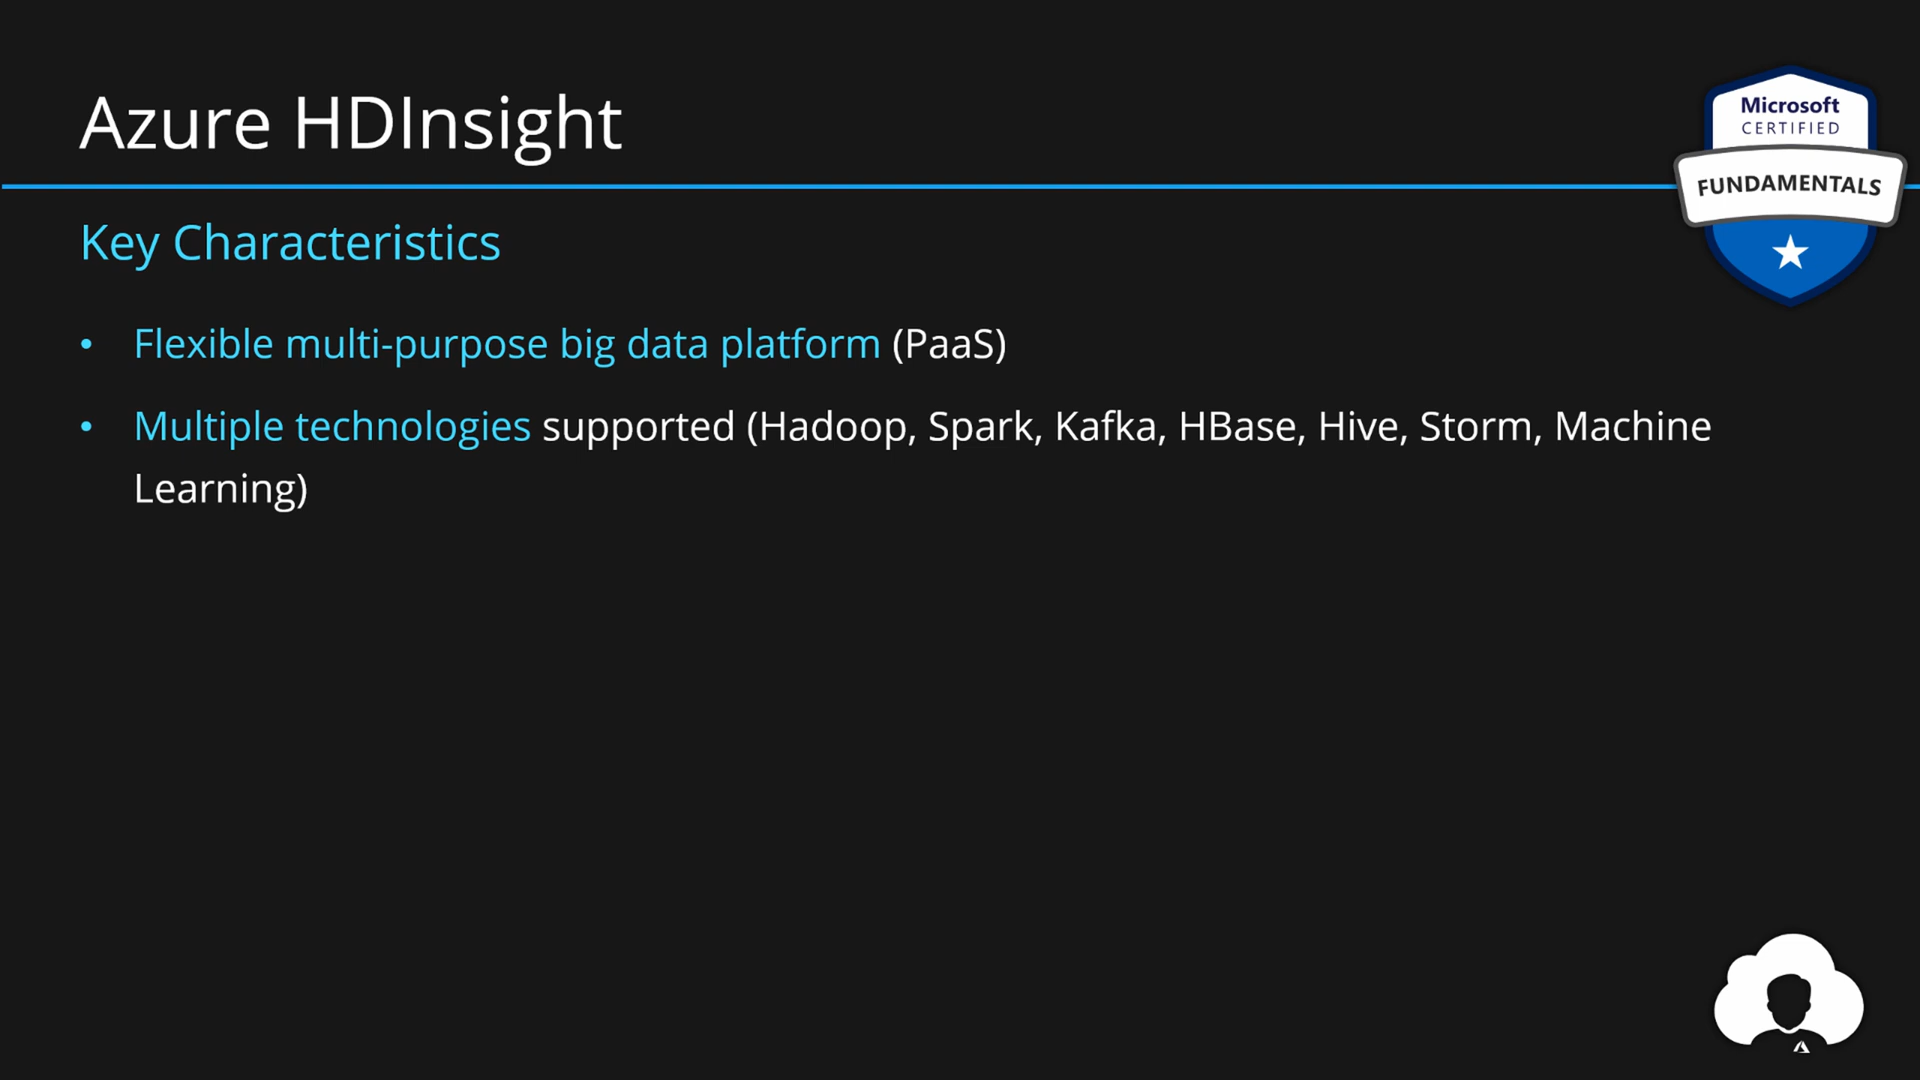 Azure HDInsight
Microsoft
CERTIFIED
FUNDAMENTALS
Key Characteristics
• Flexible multi-purpose big data platform (PaaS)
• Multiple technologies supported (Hadoop, Spark, Kafka, HBase, Hive, Storm, Machine
Learning)